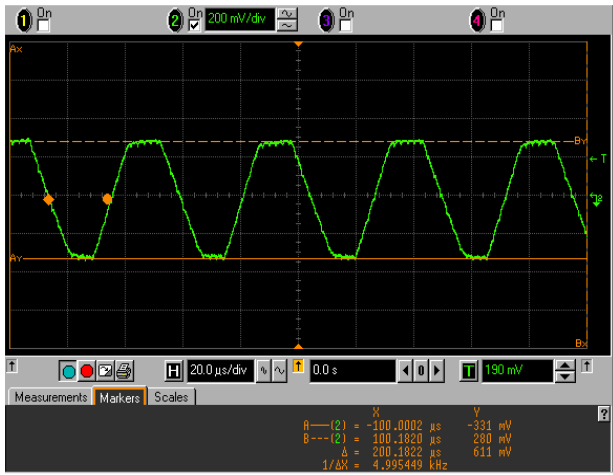 1 On 2 On 200 mV/div 3 On 4 On
Ax
By
T
2
Ay
Bx
H 20.0 µs/div 0.0 s 0 T 190 mV
Measurements Markers Scales
?
X Y
A——(2) = -100.0002 µs -331 mV
B---(2) = 100.1820 µs 280 mV
Δ = 200.1822 µs 611 mV
1/ΔX = 4.995449 kHz